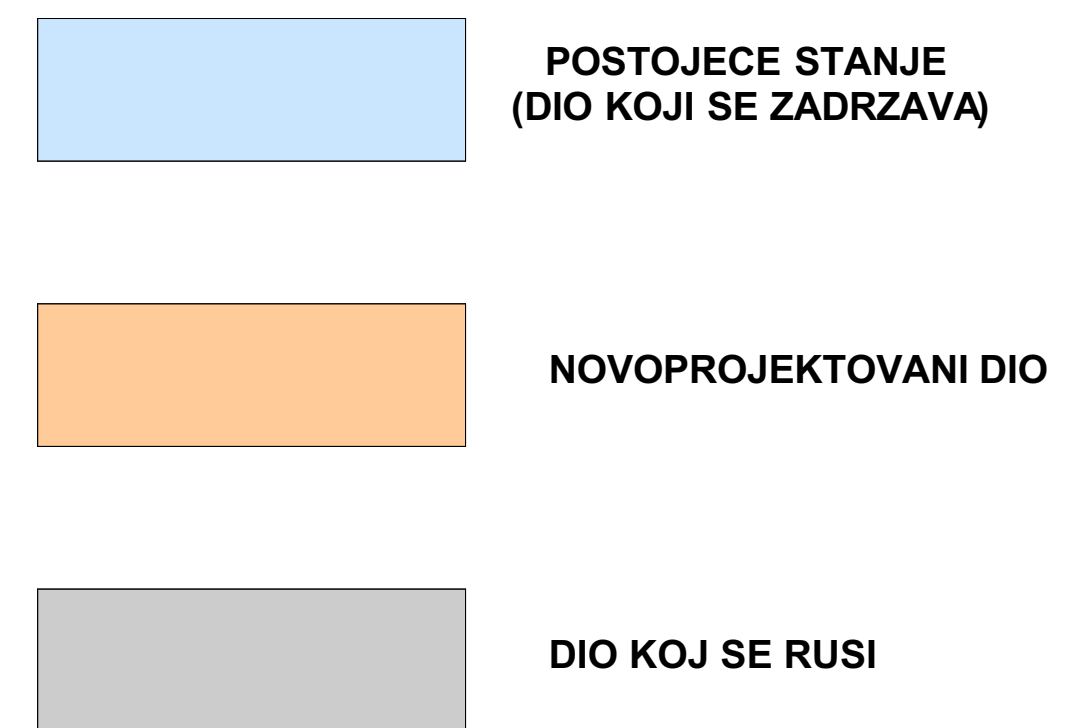 POSTOJECE STANJE
(DIO KOJI SE ZADRZAVA)
NOVOPROJEKTOVANI DIO
DIO KOJ SE RUSI